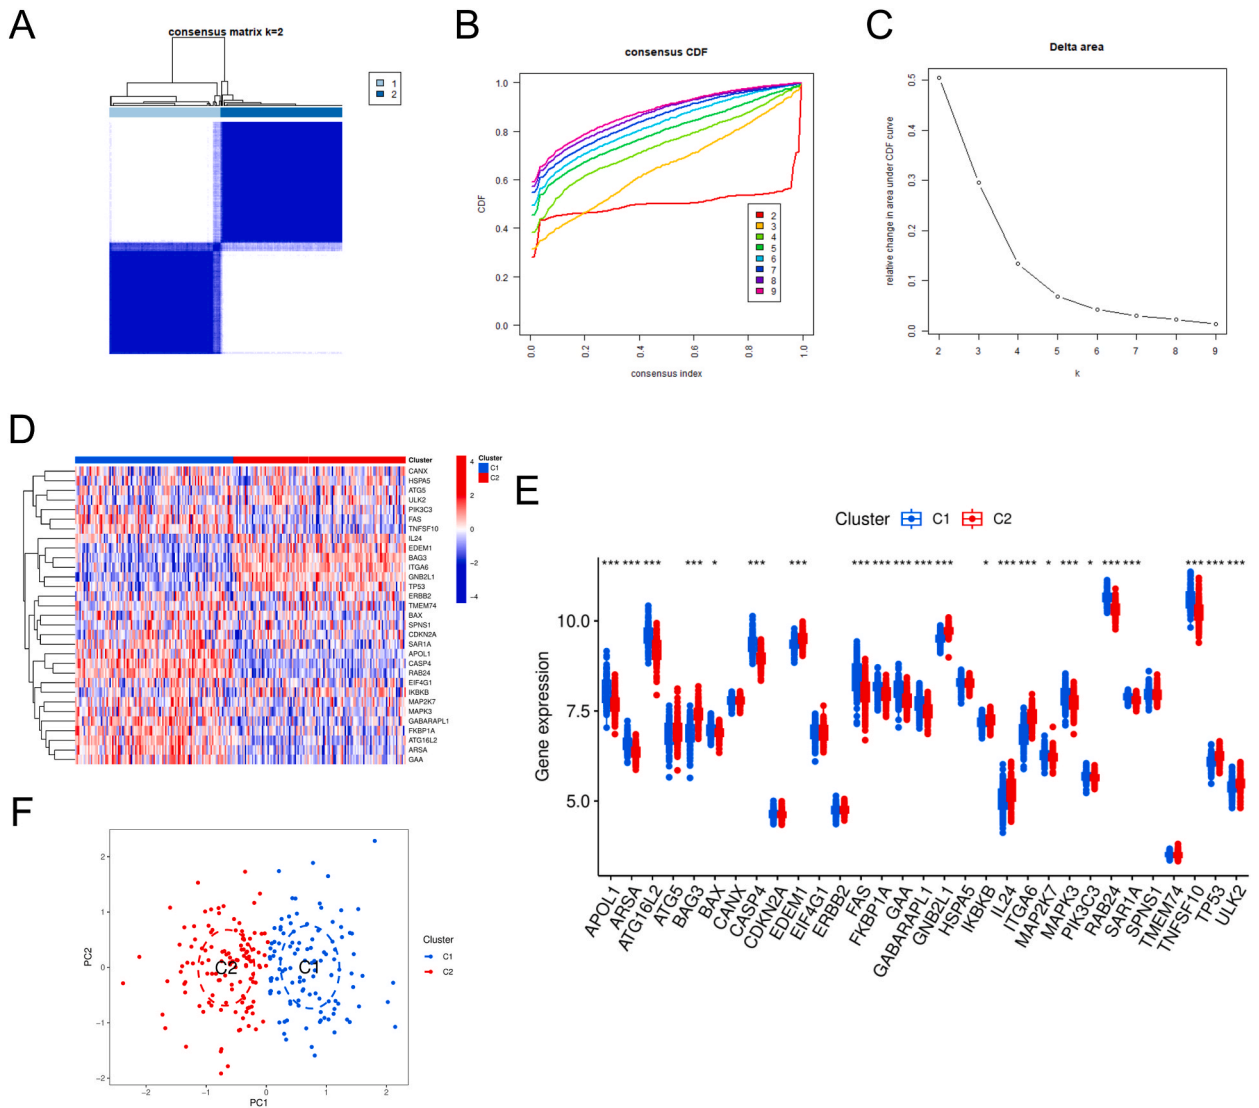 A
consensus matrix k=2
1
2
B
consensus CDF
CDF
1.0
0.8
0.6
0.4
0.2
0.0
0.0
0.2
0.4
0.6
0.8
1.0
consensus index
2
3
4
5
6
7
8
9
C
Delta area
relative change in area under CDF curve
0.5
0.4
0.3
0.2
0.1
0.0
2
3
4
5
6
7
8
9
k
D
Cluster
CANX
HSPA5
ATG5
ULK2
PIK3C3
FAS
TNFSF10
IL24
EDEM1
BAG3
ITGA6
GNB2L1
TP53
ERBB2
TMEM74
BAX
SPNS1
CDKN2A
SAR1A
APOL1
CASP4
RAB24
EIF4G1
IKBKB
MAP2K7
MAPK3
GABARAPL1
FKBP1A
ATG16L2
ARSA
GAA
4
2
0
−2
−4
Cluster
C1
C2
E
Cluster C1 C2
*** *** *** *** * *** *** *** *** *** *** *** * *** *** * *** * *** *** *** *** ***
Gene expression
10.0
7.5
5.0
APOL1
ARSA
ATG16L2
ATG5
BAG3
BAX
CANX
CASP4
CDKN2A
EDEM1
EIF4G1
ERBB2
FAS
FKBP1A
GAA
GABARAPL1
GNB2L1
HSPA5
IKBKB
IL24
ITGA6
MAP2K7
MAPK3
PIK3C3
RAB24
SAR1A
SPNS1
TMEM74
TNFSF10
TP53
ULK2
F
PC2
2
1
0
−1
−2
C2
C1
−2
−1
0
1
2
PC1
Cluster
C1
C2